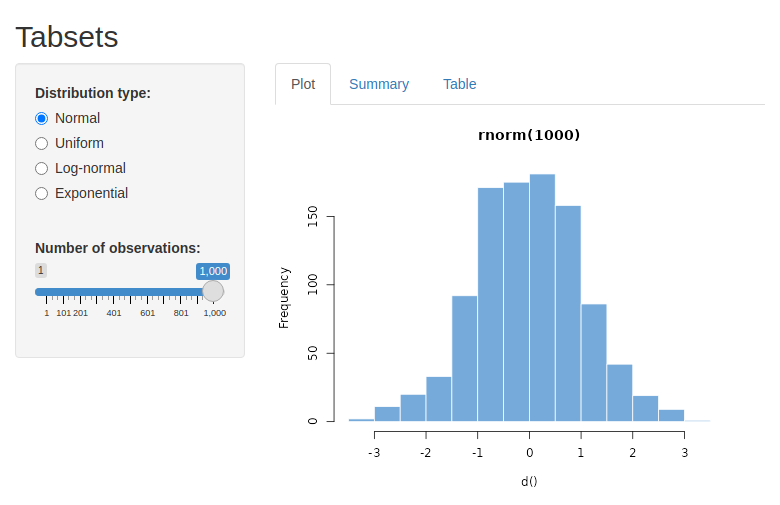 Tabsets
Distribution type:
Normal
Uniform
Log-normal
Exponential
Number of observations:
1 1,000
1 101 201 401 601 801 1,000
Plot Summary Table
rnorm(1000)
Frequency
150
100
50
0
-3 -2 -1 0 1 2 3
d()